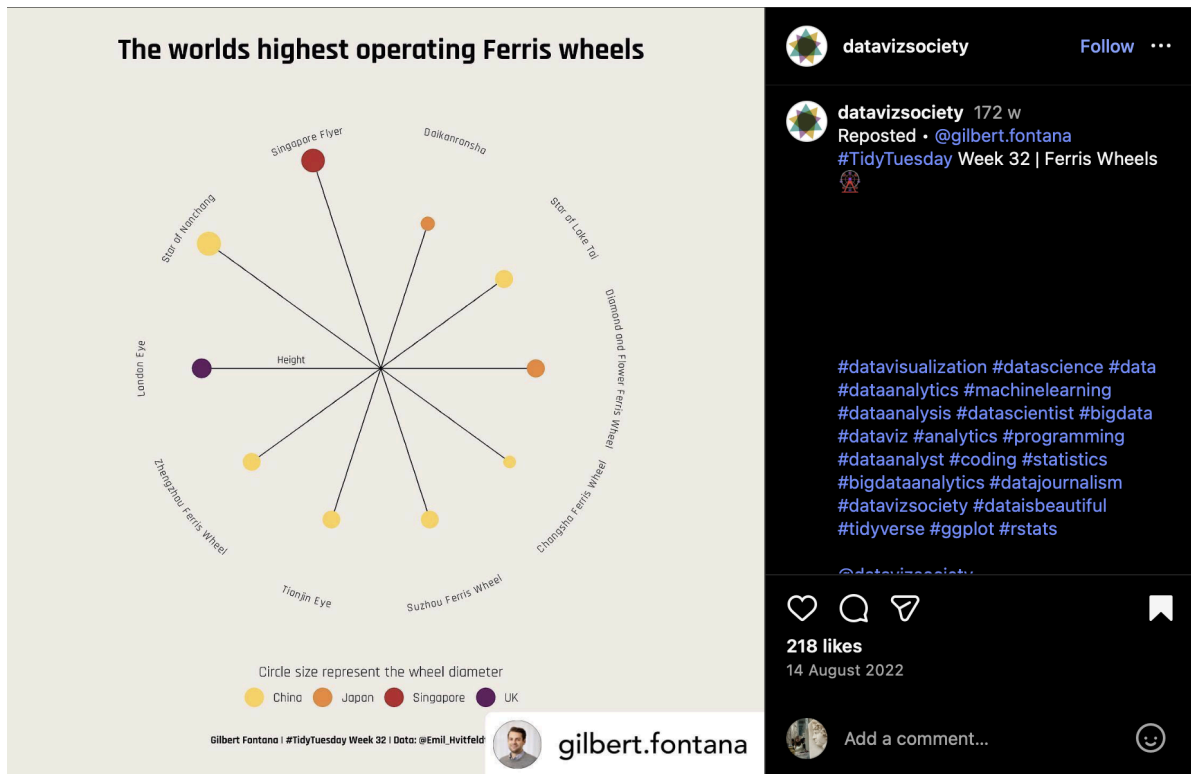 The worlds highest operating Ferris wheels
Singapore Flyer
Daikanransha
Star of Nanchang
Star of Lake Tai
Diamond and Flower Ferris Wheel
London Eye
Height
Changsha Ferris Wheel
Zhengzhou Ferris Wheel
Tianjin Eye
Suzhou Ferris Wheel
Circle size represent the wheel diameter
China Japan Singapore UK
Gilbert Fontana | #TidyTuesday Week 32 | Data: @Emil_Hvitfeld
gilbert.fontana
datavizsociety Follow
datavizsociety 172 w
Reposted • @gilbert.fontana
#TidyTuesday Week 32 | Ferris Wheels
#datavisualization #datascience #data
#dataanalytics #machinelearning
#dataanalysis #datascientist #bigdata
#dataviz #analytics #programming
#dataanalyst #coding #statistics
#bigdataanalytics #datajournalism
#datavizsociety #dataisbeautiful
#tidyverse #ggplot #rstats
@datavizsociety
218 likes
14 August 2022
Add a comment...